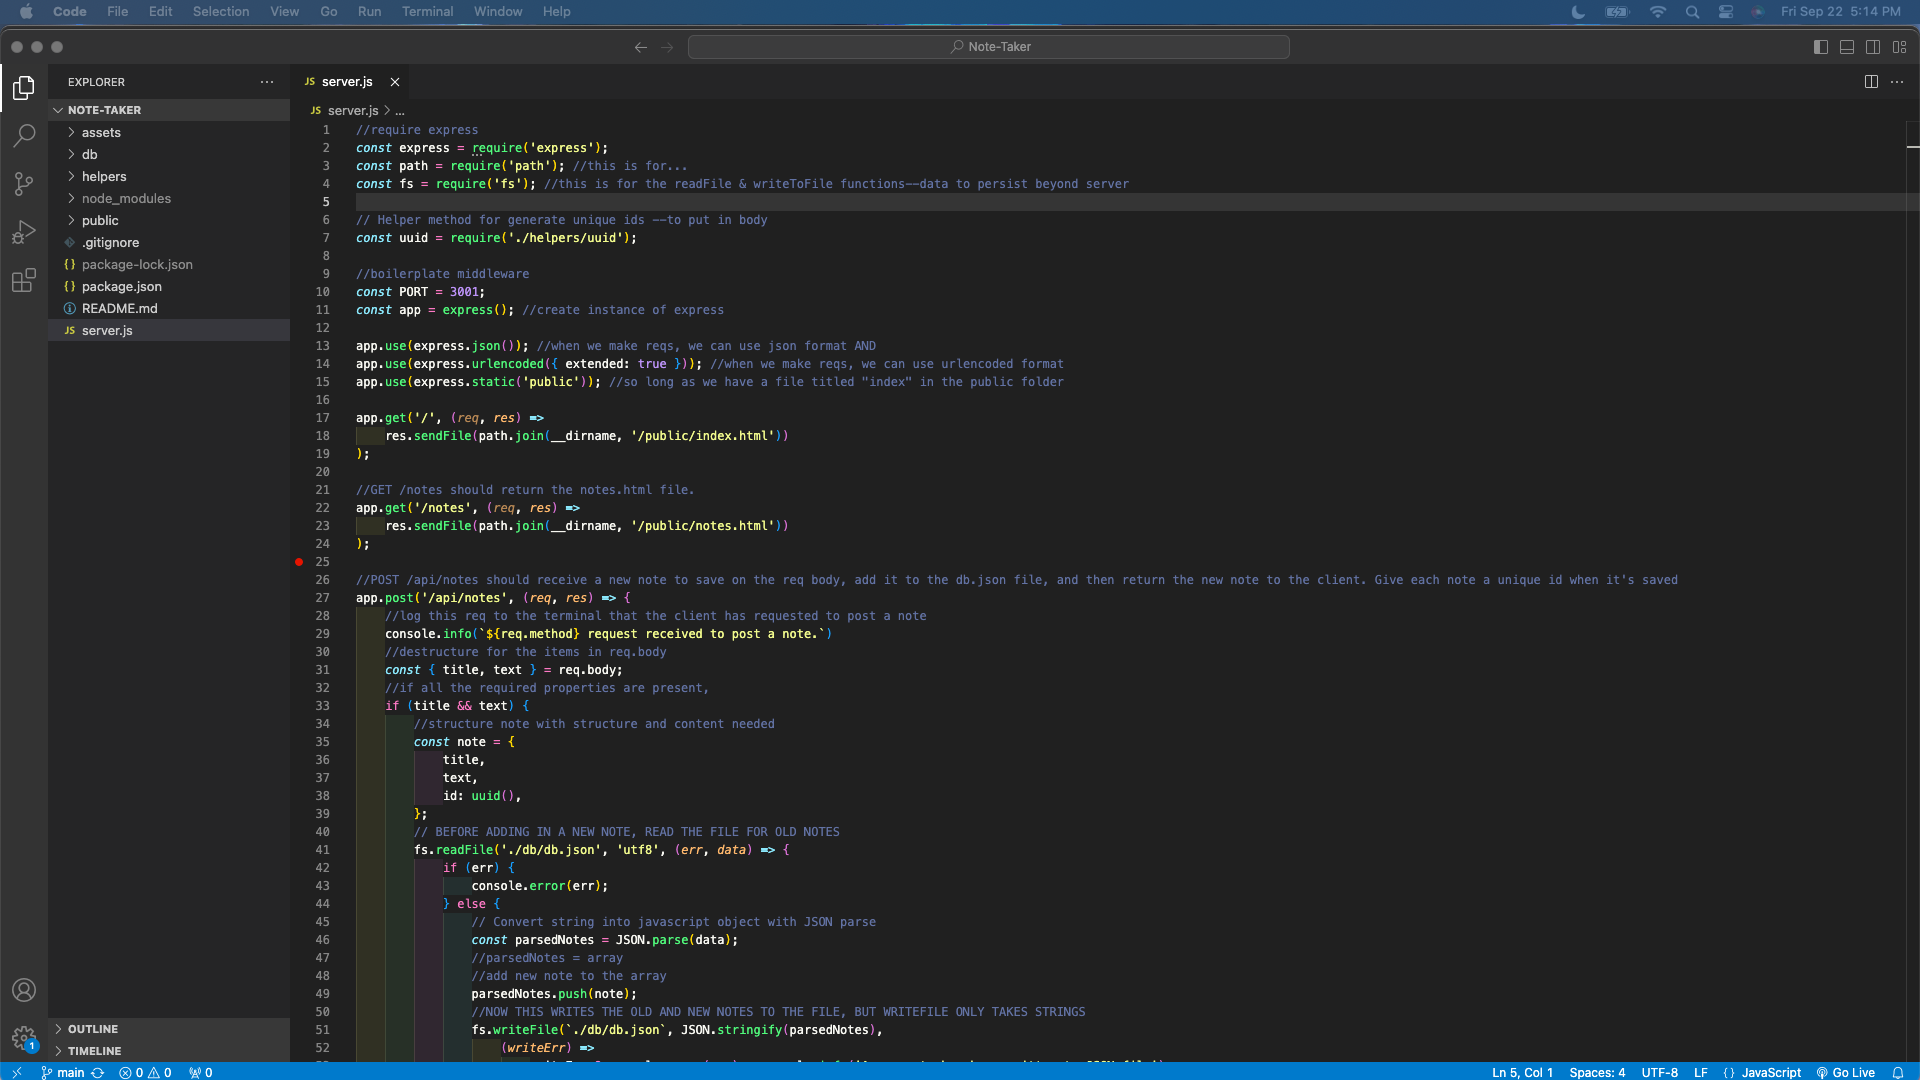 Code File Edit Selection View Go Run Terminal Window Help Fri Sep 22 5:14 PM
Note-Taker
EXPLORER
NOTE-TAKER
assets
db
helpers
node_modules
public
.gitignore
package-lock.json
package.json
README.md
JS server.js
OUTLINE
TIMELINE
JS server.js
JS server.js > ...
1 //require express
2 const express = require('express');
3 const path = require('path'); //this is for...
4 const fs = require('fs'); //this is for the readFile & writeToFile functions--data to persist beyond server
5
6 // Helper method for generate unique ids --to put in body
7 const uuid = require('./helpers/uuid');
8
9 //boilerplate middleware
10 const PORT = 3001;
11 const app = express(); //create instance of express
12
13 app.use(express.json()); //when we make reqs, we can use json format AND
14 app.use(express.urlencoded({ extended: true })); //when we make reqs, we can use urlencoded format
15 app.use(express.static('public')); //so long as we have a file titled "index" in the public folder
16
17 app.get('/', (req, res) =>
18 res.sendFile(path.join(__dirname, '/public/index.html'))
19 );
20
21 //GET /notes should return the notes.html file.
22 app.get('/notes', (req, res) =>
23 res.sendFile(path.join(__dirname, '/public/notes.html'))
24 );
25
26 //POST /api/notes should receive a new note to save on the req body, add it to the db.json file, and then return the new note to the client. Give each note a unique id when it's saved
27 app.post('/api/notes', (req, res) => {
28 //log this req to the terminal that the client has requested to post a note
29 console.info(`${req.method} request received to post a note.`)
30 //destructure for the items in req.body
31 const { title, text } = req.body;
32 //if all the required properties are present,
33 if (title && text) {
34 //structure note with structure and content needed
35 const note = {
36 title,
37 text,
38 id: uuid(),
39 };
40 // BEFORE ADDING IN A NEW NOTE, READ THE FILE FOR OLD NOTES
41 fs.readFile('./db/db.json', 'utf8', (err, data) => {
42 if (err) {
43 console.error(err);
44 } else {
45 // Convert string into javascript object with JSON parse
46 const parsedNotes = JSON.parse(data);
47 //parsedNotes = array
48 //add new note to the array
49 parsedNotes.push(note);
50 //NOW THIS WRITES THE OLD AND NEW NOTES TO THE FILE, BUT WRITEFILE ONLY TAKES STRINGS
51 fs.writeFile(`./db/db.json`, JSON.stringify(parsedNotes),
52 (writeErr) =>
1
main 0 0 0 Ln 5, Col 1 Spaces: 4 UTF-8 LF {} JavaScript Go Live